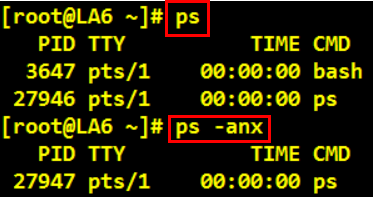 [root@LA6 ~]# ps
PID TTY TIME CMD
3647 pts/1 00:00:00 bash
27946 pts/1 00:00:00 ps
[root@LA6 ~]# ps -anx
PID TTY TIME CMD
27947 pts/1 00:00:00 ps